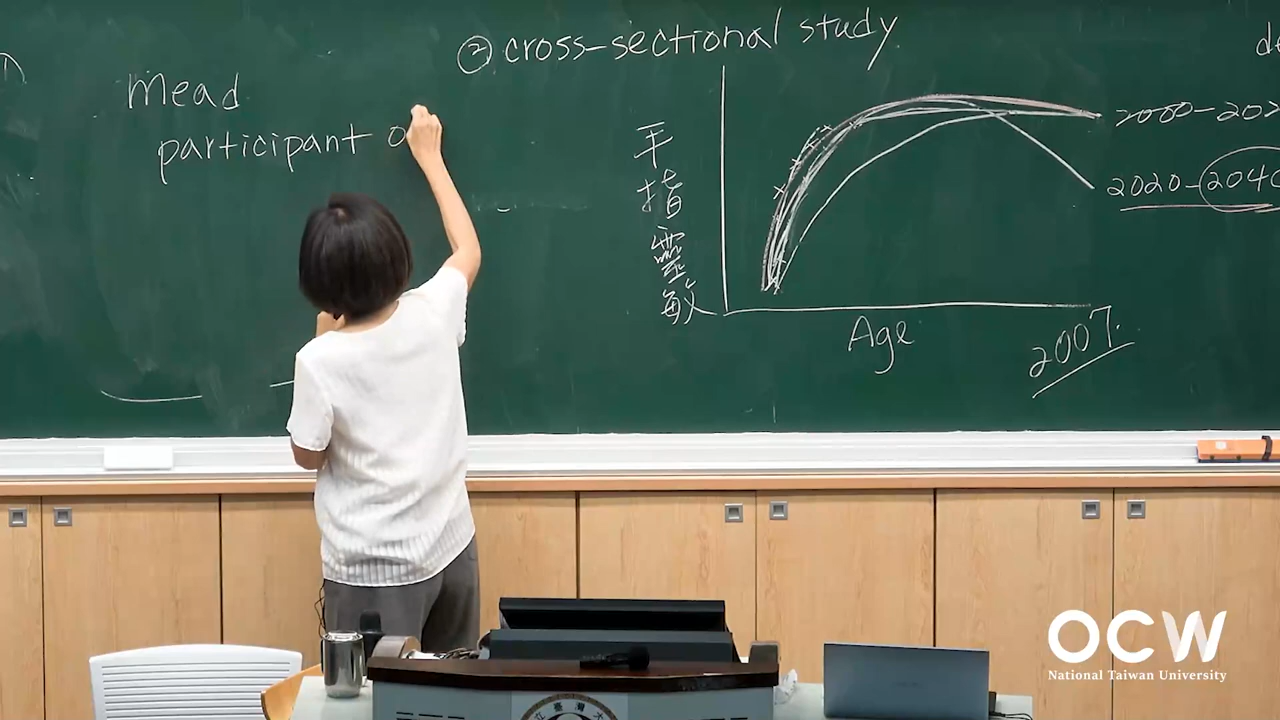 ② cross-sectional study
Mead
participant o
手指靈敏
2000-202
2020-2040
Age
2007.
OCW
National Taiwan University